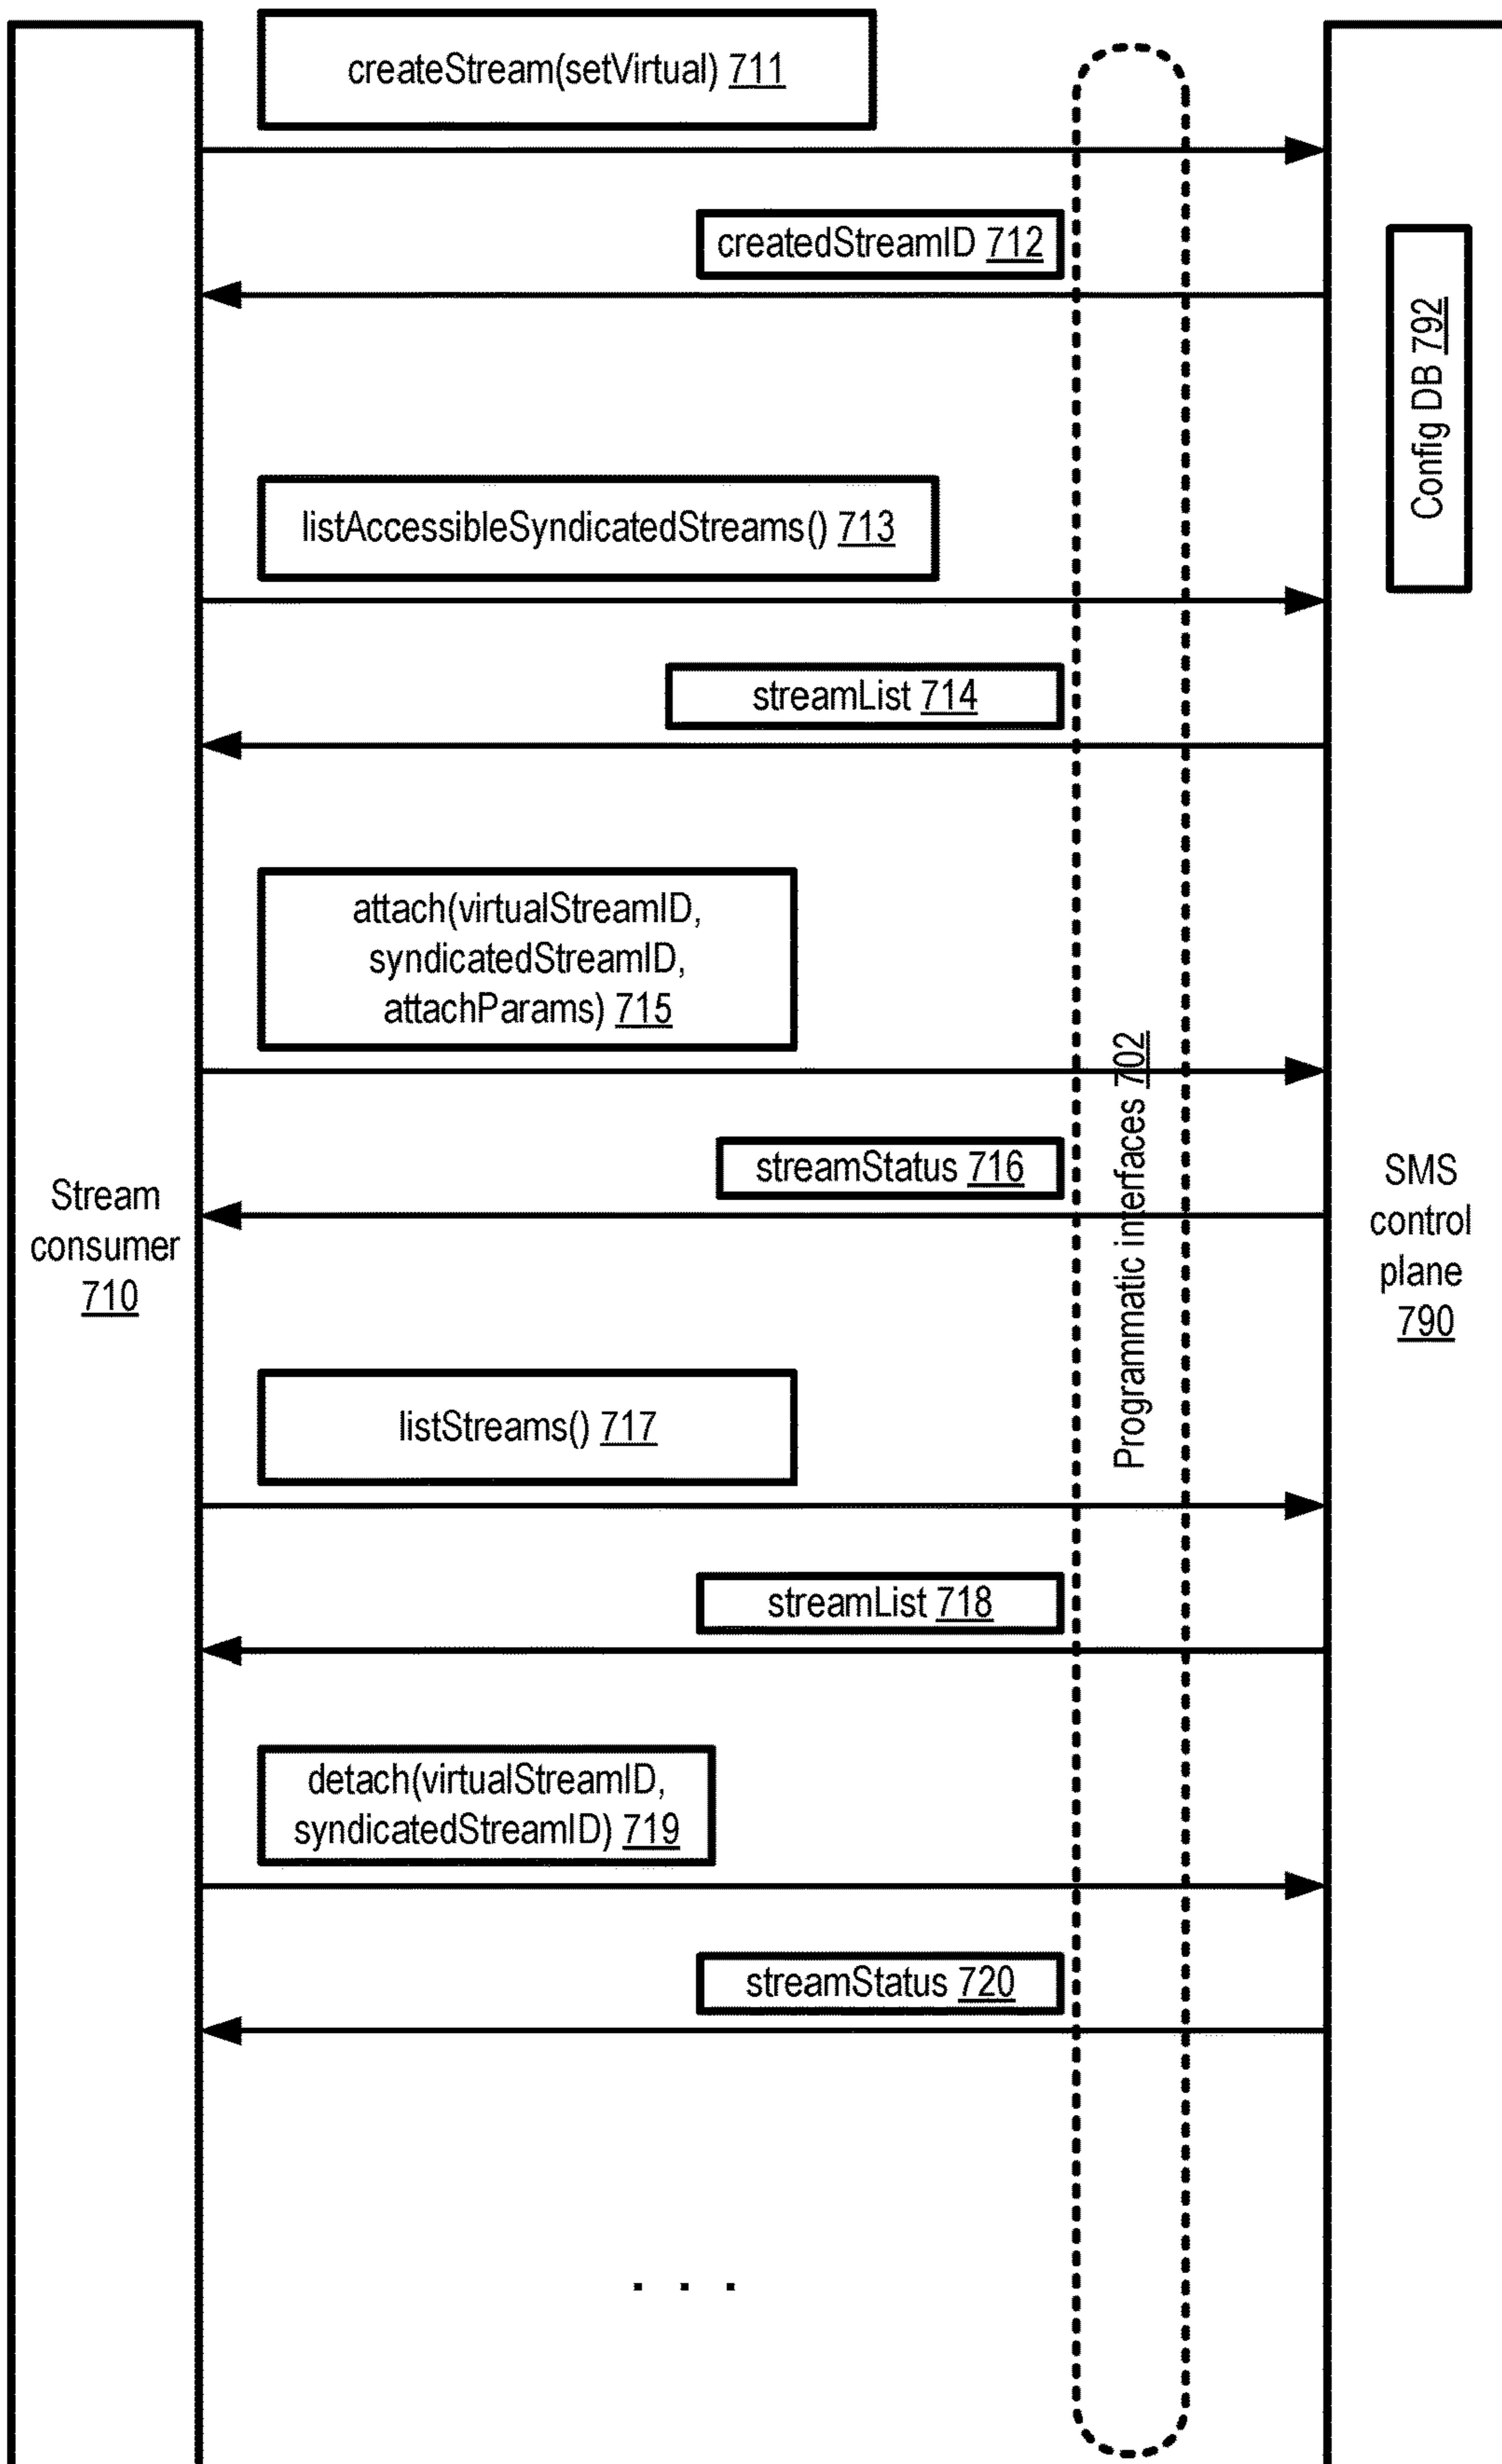 createStream(setVirtual) 711
createdStreamID 712
Config DB 792
listAccessibleSyndicatedStreams() 713
streamList 714
attach(virtualStreamID,
syndicatedStreamID,
attachParams) 715
Programmatic interfaces 702
streamStatus 716
Stream
consumer
710
SMS
control
plane
790
listStreams() 717
streamList 718
detach(virtualStreamID,
syndicatedStreamID) 719
streamStatus 720
. . .